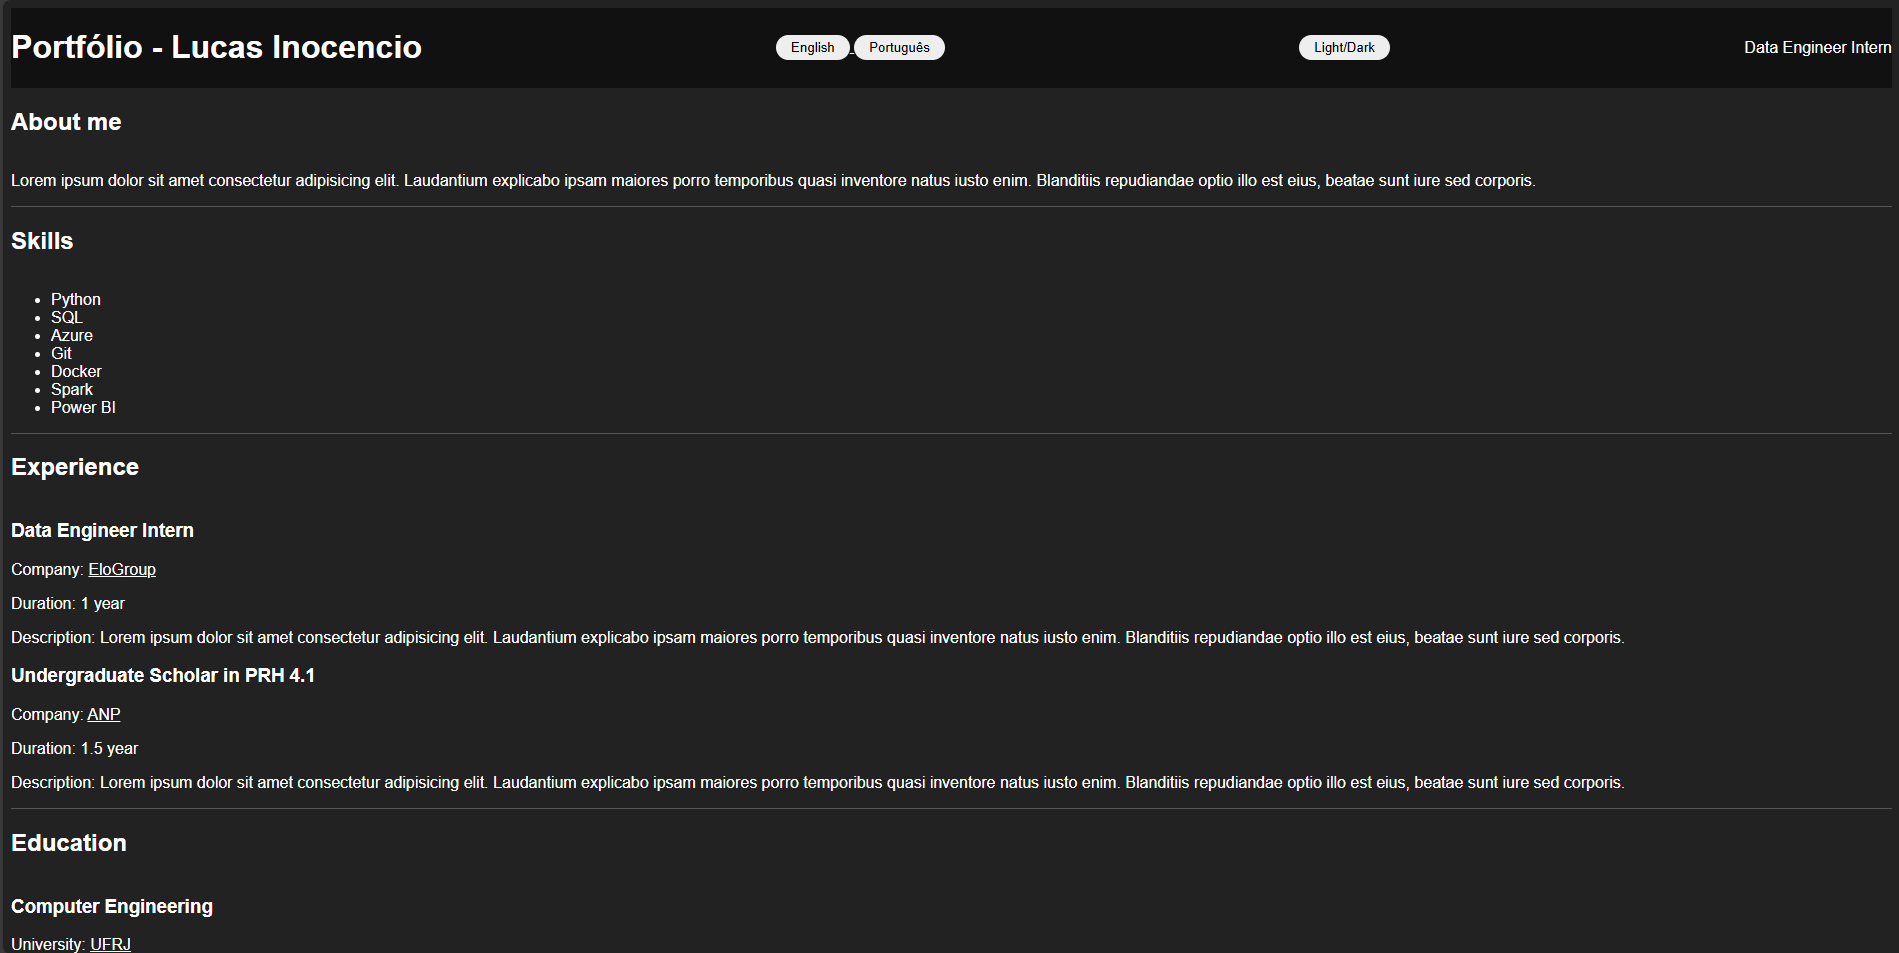 Portfólio - Lucas Inocencio
English Português
Light/Dark
Data Engineer Intern
About me
Lorem ipsum dolor sit amet consectetur adipisicing elit. Laudantium explicabo ipsam maiores porro temporibus quasi inventore natus iusto enim. Blanditiis repudiandae optio illo est eius, beatae sunt iure sed corporis.
Skills
• Python
• SQL
• Azure
• Git
• Docker
• Spark
• Power BI
Experience
Data Engineer Intern
Company: EloGroup
Duration: 1 year
Description: Lorem ipsum dolor sit amet consectetur adipisicing elit. Laudantium explicabo ipsam maiores porro temporibus quasi inventore natus iusto enim. Blanditiis repudiandae optio illo est eius, beatae sunt iure sed corporis.
Undergraduate Scholar in PRH 4.1
Company: ANP
Duration: 1.5 year
Description: Lorem ipsum dolor sit amet consectetur adipisicing elit. Laudantium explicabo ipsam maiores porro temporibus quasi inventore natus iusto enim. Blanditiis repudiandae optio illo est eius, beatae sunt iure sed corporis.
Education
Computer Engineering
University: UFRJ